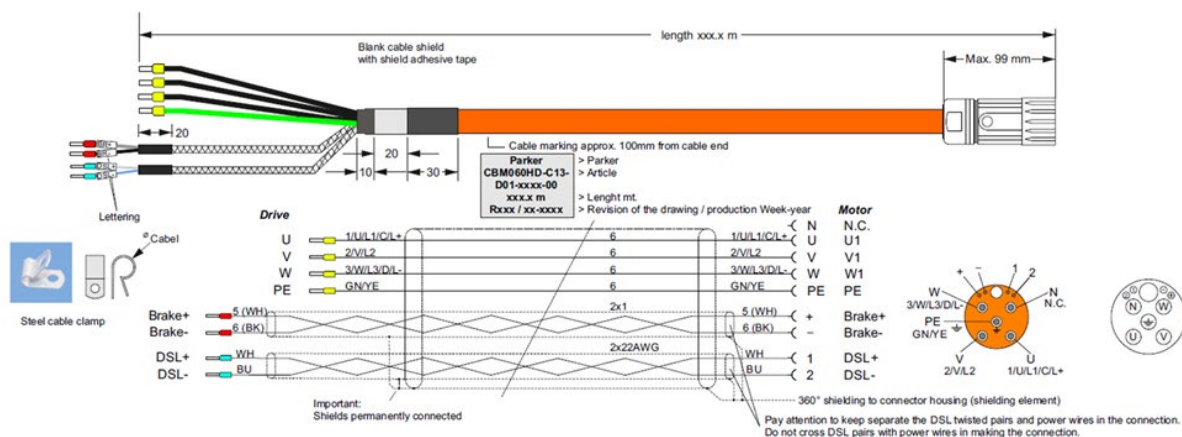 length xxx.x m
Blank cable shield
with shield adhesive tape
Max. 99 mm
20
20
10
30
Cable marking approx. 100mm from cable end
Lettering
Parker > Parker
CBM060HD-C13- > Article
D01-xxxx-00
xxx.x m > Lenght mt.
Rxxx / xx-xxxx > Revision of the drawing / production Week-year
Drive
Motor
N N.C.
U 1/U/L1/C/L+ 6 1/U/L1/C/L+ U U1
V 2/V/L2 6 2/V/L2 V V1
W 3/W/L3/D/L- 6 3/W/L3/D/L- W W1
PE GN/YE 6 GN/YE PE PE
Brake+ 5 (WH) 2x1 5 (WH) + Brake+
Brake- 6 (BK) 6 (BK) – Brake-
DSL+ WH 2x22AWG WH 1 DSL+
DSL- BU BU 2 DSL-
ø Cabel
Steel cable clamp
+ – 1 2
W
3/W/L3/D/L-
N
N.C.
PE
GN/YE
V
2/V/L2
U
1/U/L1/C/L+
N W
U V
Important:
Shields permanently connected
360° shielding to connector housing (shielding element)
Pay attention to keep separate the DSL twisted pairs and power wires in the connection.
Do not cross DSL pairs with power wires in making the connection.